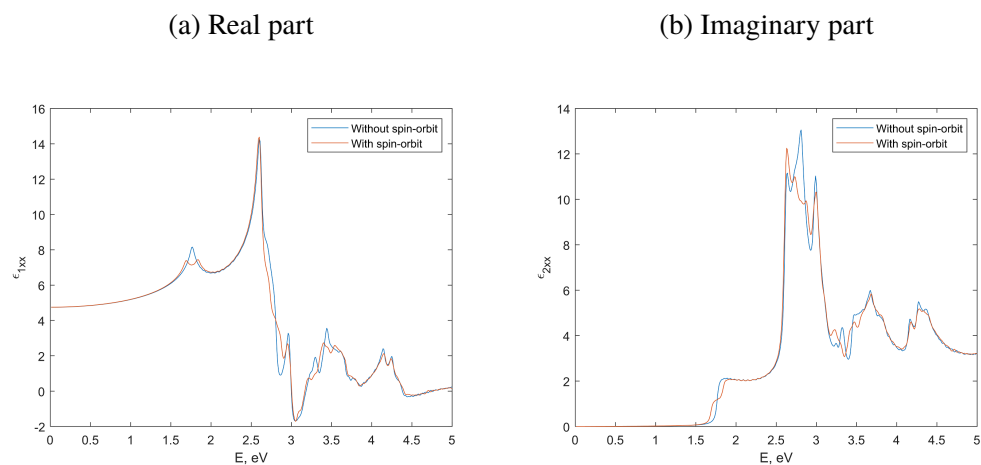 (a) Real part
(b) Imaginary part
16
14
12
10
8
6
4
2
0
-2
ϵ1xx
0 0.5 1 1.5 2 2.5 3 3.5 4 4.5 5
E, eV
Without spin-orbit
With spin-orbit
14
12
10
8
6
4
2
0
ϵ2xx
0 0.5 1 1.5 2 2.5 3 3.5 4 4.5 5
E, eV
Without spin-orbit
With spin-orbit